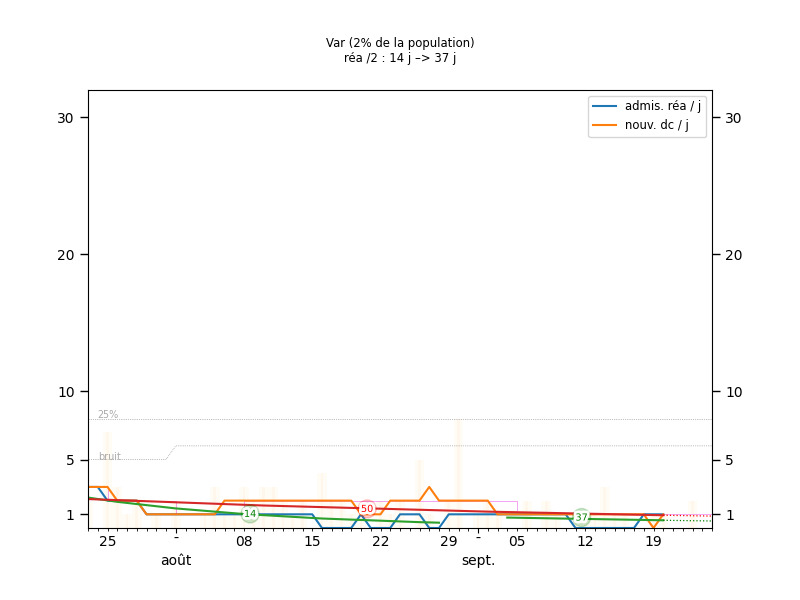 Var (2% de la population)
réa /2 : 14 j –> 37 j
admis. réa / j
nouv. dc / j
30 30
20 20
10 10
25%
5 bruit 5
1 14 50 37 1
25 - 08 15 22 29 - 05 12 19
août sept.